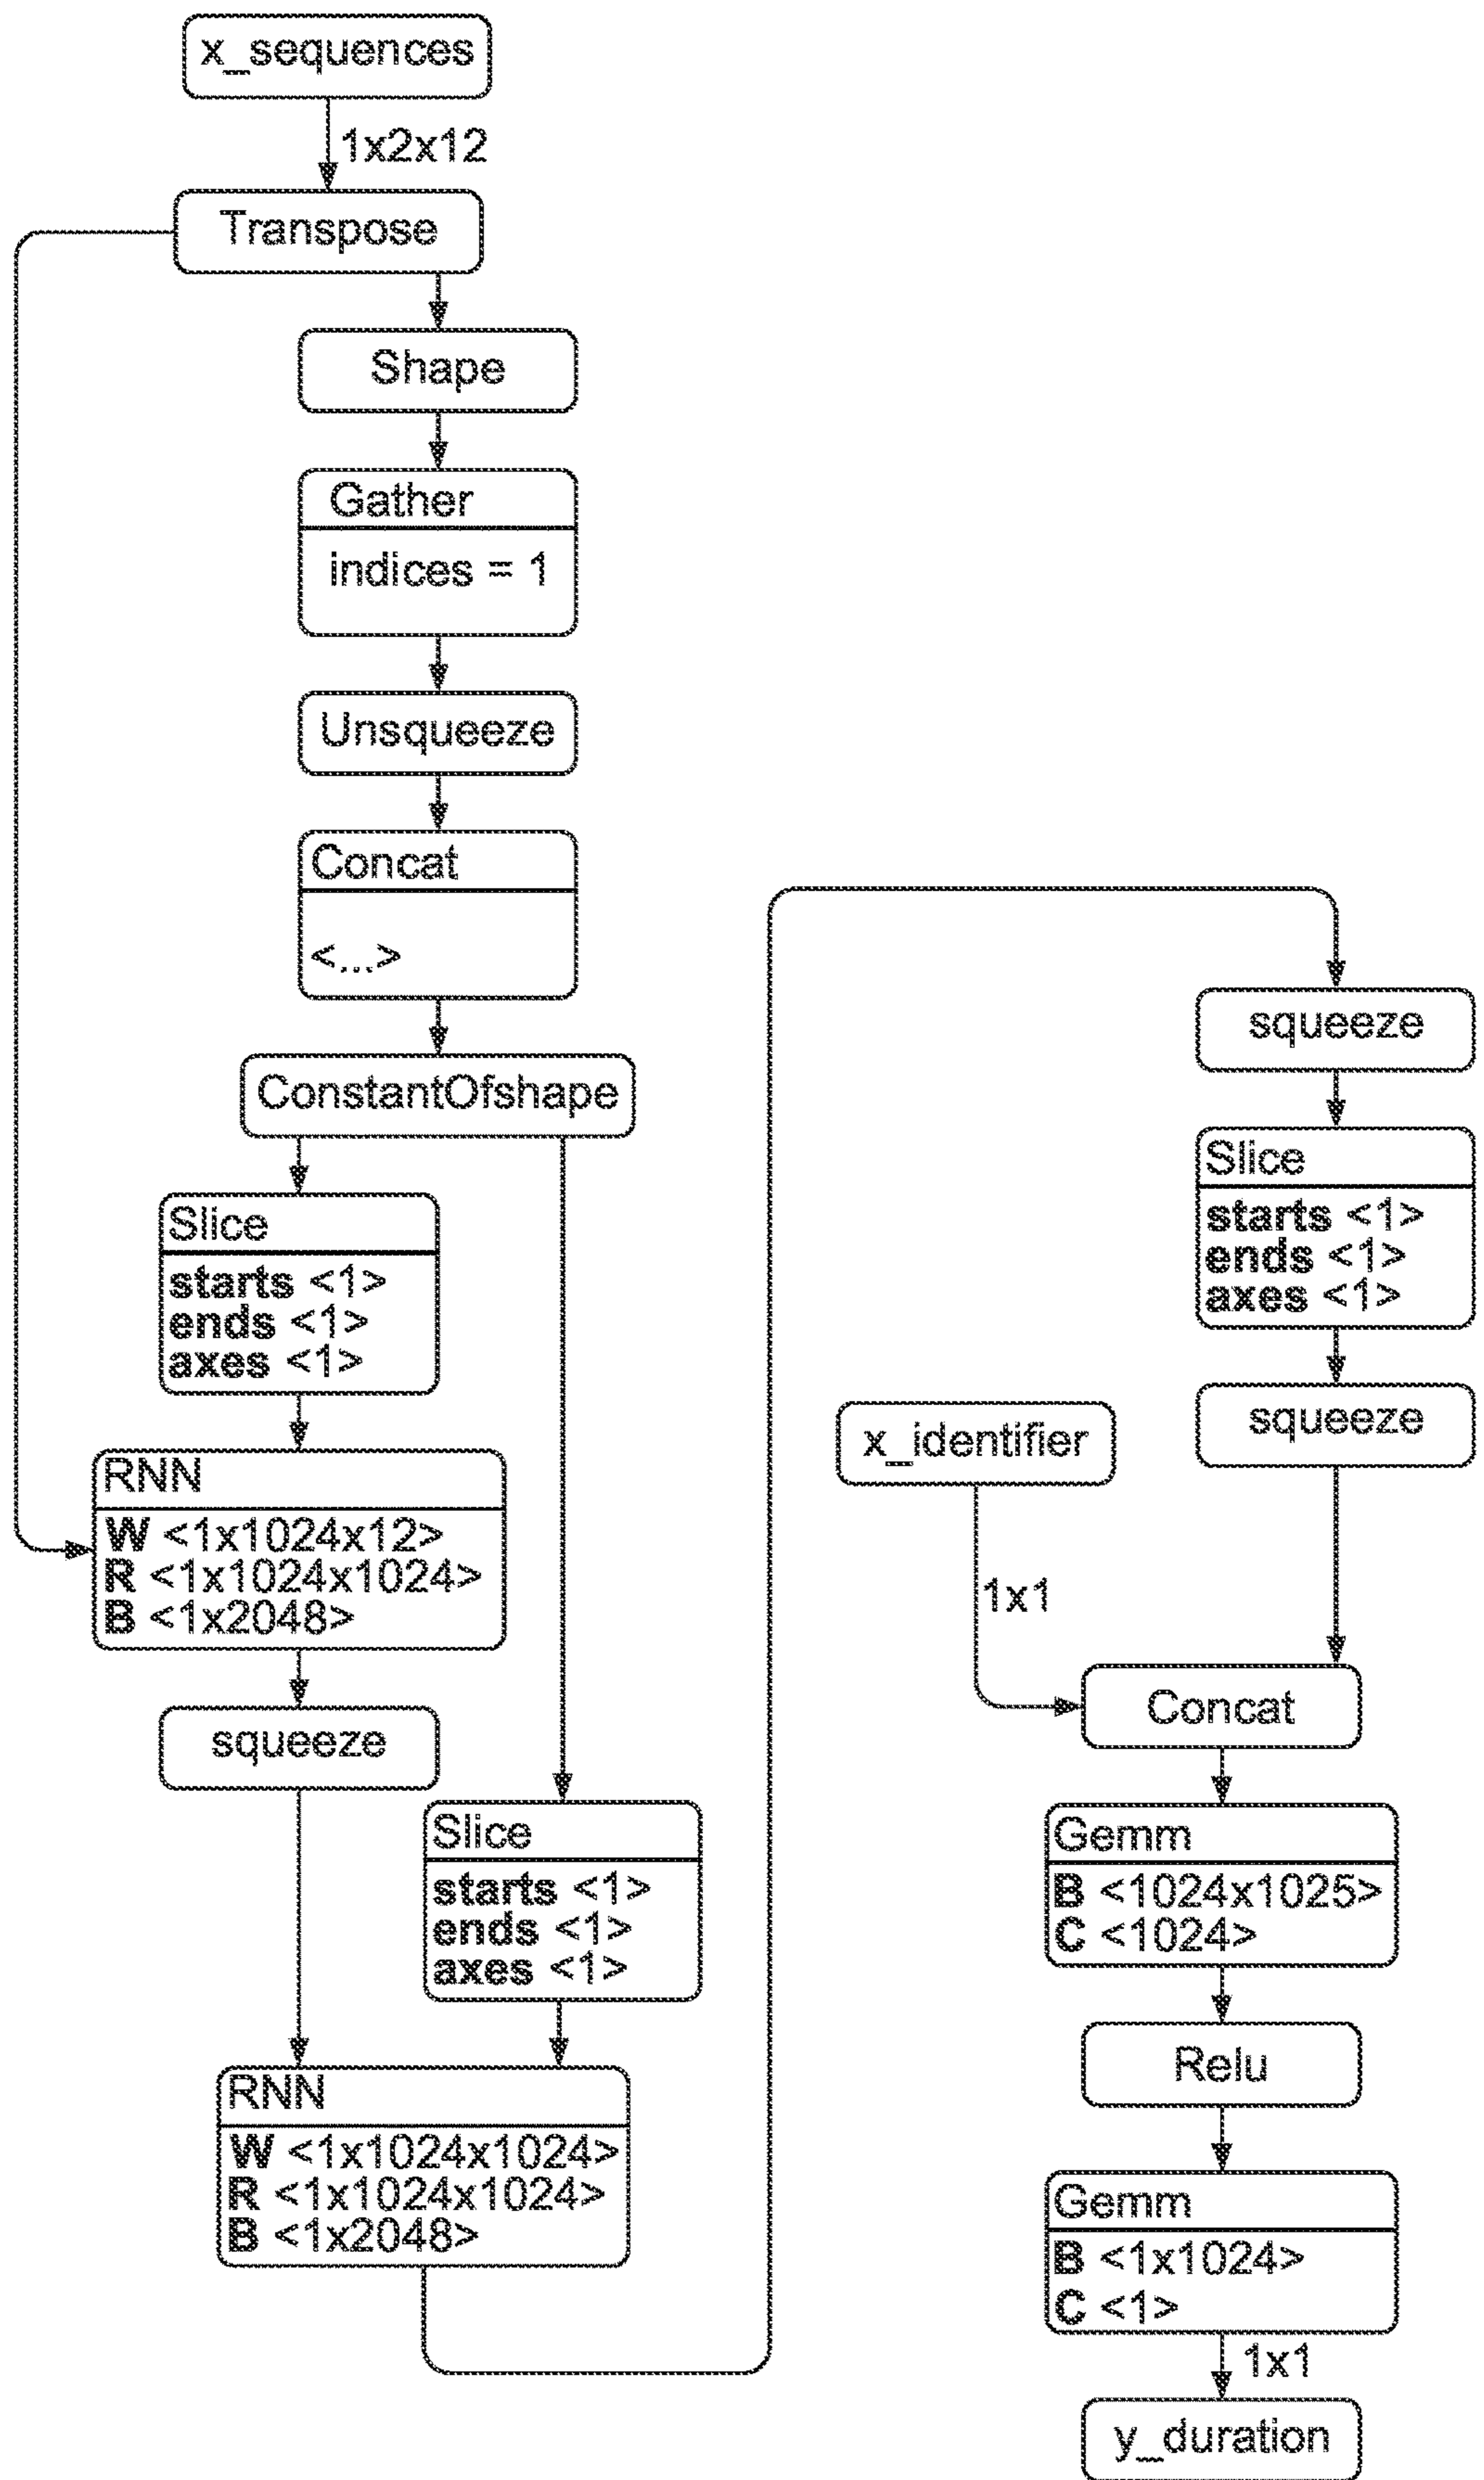 x_sequences
1x2x12
Transpose
Shape
Gather
indices = 1
Unsqueeze
Concat
<...>
ConstantOfshape
Slice
starts <1>
ends <1>
axes <1>
RNN
W <1x1024x12>
R <1x1024x1024>
B <1x2048>
squeeze
Slice
starts <1>
ends <1>
axes <1>
RNN
W <1x1024x1024>
R <1x1024x1024>
B <1x2048>
squeeze
Slice
starts <1>
ends <1>
axes <1>
squeeze
x_identifier
1x1
Concat
Gemm
B <1024x1025>
C <1024>
Relu
Gemm
B <1x1024>
C <1>
1x1
y_duration